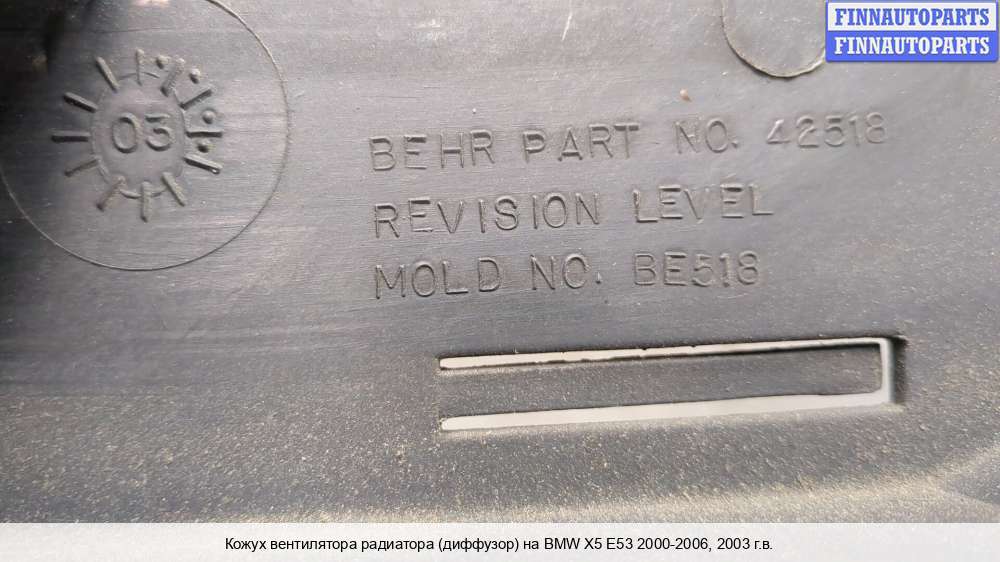 FINNAUTOPARTS
FINNAUTOPARTS
03
BEHR PART NO. 42518
REVISION LEVEL
MOLD NO. BE518
Кожух вентилятора радиатора (диффузор) на BMW X5 E53 2000-2006, 2003 г.в.